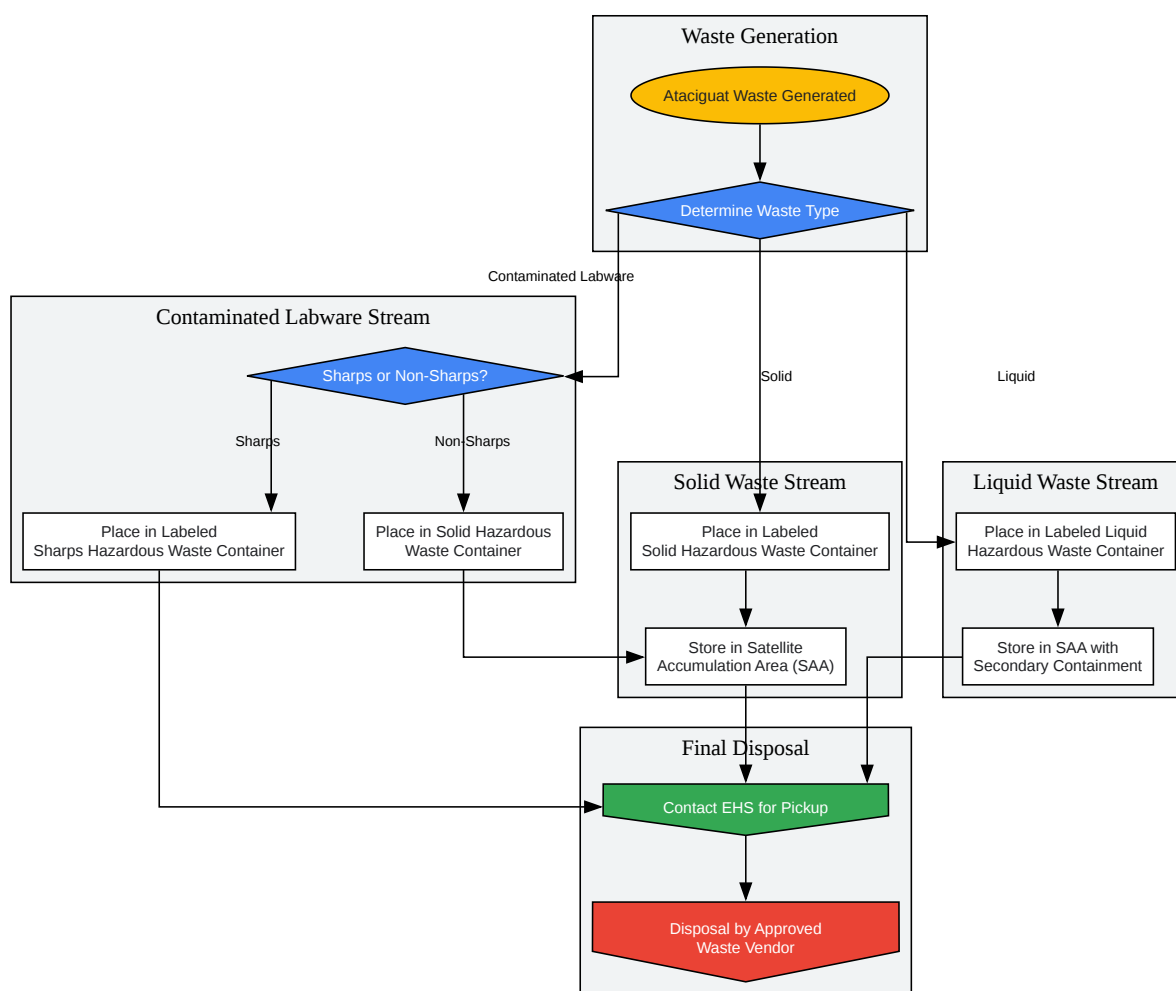 Waste Generation
Ataciguat Waste Generated
Determine Waste Type
Contaminated Labware
Contaminated Labware Stream
Sharps or Non-Sharps?
Solid
Liquid
Sharps
Non-Sharps
Solid Waste Stream
Liquid Waste Stream
Place in Labeled
Sharps Hazardous Waste Container
Place in Solid Hazardous
Waste Container
Place in Labeled
Solid Hazardous Waste Container
Place in Labeled Liquid
Hazardous Waste Container
Store in Satellite
Accumulation Area (SAA)
Store in SAA with
Secondary Containment
Final Disposal
Contact EHS for Pickup
Disposal by Approved
Waste Vendor